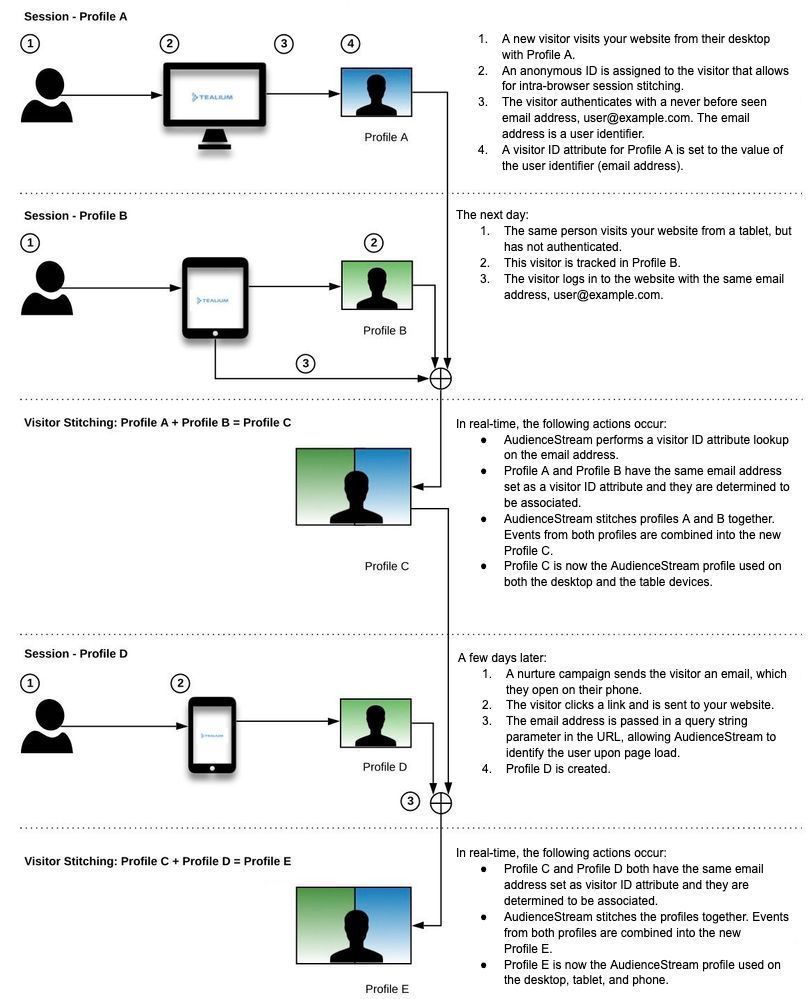 Session - Profile A
1
2
3
4
TEALIUM
Profile A
1. A new visitor visits your website from their desktop
with Profile A.
2. An anonymous ID is assigned to the visitor that allows
for intra-browser session stitching.
3. The visitor authenticates with a never before seen
email address, user@example.com. The email
address is a user identifier.
4. A visitor ID attribute for Profile A is set to the value of
the user identifier (email address).
Session - Profile B
1
2
TEALIUM
Profile B
3
The next day:
1. The same person visits your website from a tablet, but
has not authenticated.
2. This visitor is tracked in Profile B.
3. The visitor logs in to the website with the same email
address, user@example.com.
Visitor Stitching: Profile A + Profile B = Profile C
Profile C
In real-time, the following actions occur:
● AudienceStream performs a visitor ID attribute lookup
on the email address.
● Profile A and Profile B have the same email address
set as a visitor ID attribute and they are determined to
be associated.
● AudienceStream stitches profiles A and B together.
Events from both profiles are combined into the new
Profile C.
● Profile C is now the AudienceStream profile used on
both the desktop and the table devices.
Session - Profile D
1
2
TEALIUM
Profile D
3
A few days later:
1. A nurture campaign sends the visitor an email, which
they open on their phone.
2. The visitor clicks a link and is sent to your website.
3. The email address is passed in a query string
parameter in the URL, allowing AudienceStream to
identify the user upon page load.
4. Profile D is created.
Visitor Stitching: Profile C + Profile D = Profile E
Profile E
In real-time, the following actions occur:
● Profile C and Profile D both have the same email
address set as visitor ID attribute and they are
determined to be associated.
● AudienceStream stitches the profiles together. Events
from both profiles are combined into the new
Profile E.
● Profile E is now the AudienceStream profile used on
the desktop, tablet, and phone.